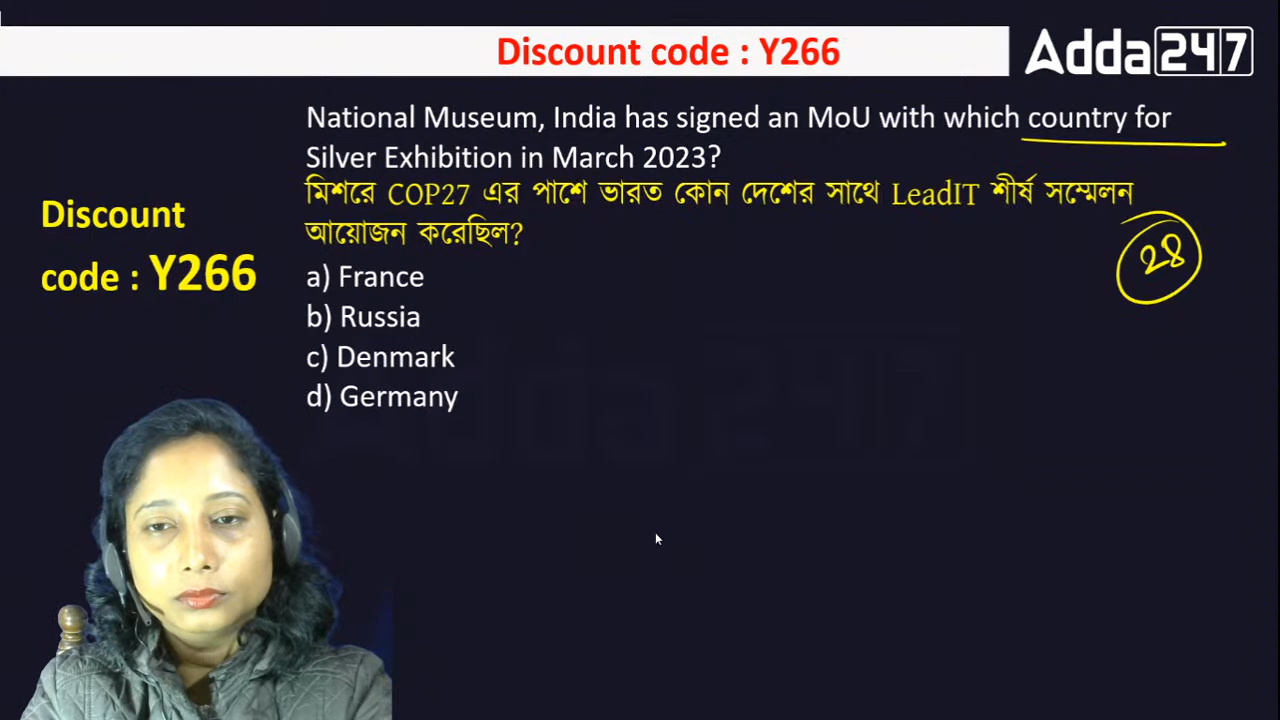 Discount code : Y266
Adda247
National Museum, India has signed an MoU with which country for
Silver Exhibition in March 2023?
মিশরে COP27 এর পাশে ভারত কোন দেশের সাথে LeadIT শীর্ষ সম্মেলন
আয়োজন করেছিল?
a) France
b) Russia
c) Denmark
d) Germany
Discount
code : Y266
28